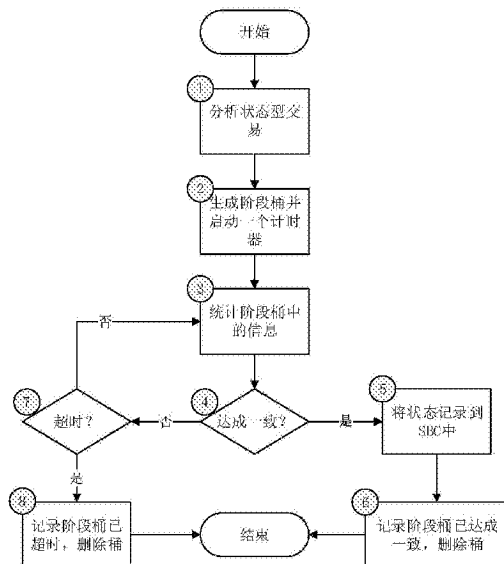 开始
1
分析状态型交
易
2
生成阶段桶并
启动一个计时
器
3
统计阶段桶中
的信息
否
7
超时?
否
4
达成一致?
是
5
将状态记录到
SBC中
是
8
记录阶段桶已
超时，删除桶
结束
6
记录阶段桶已达成
一致，删除桶